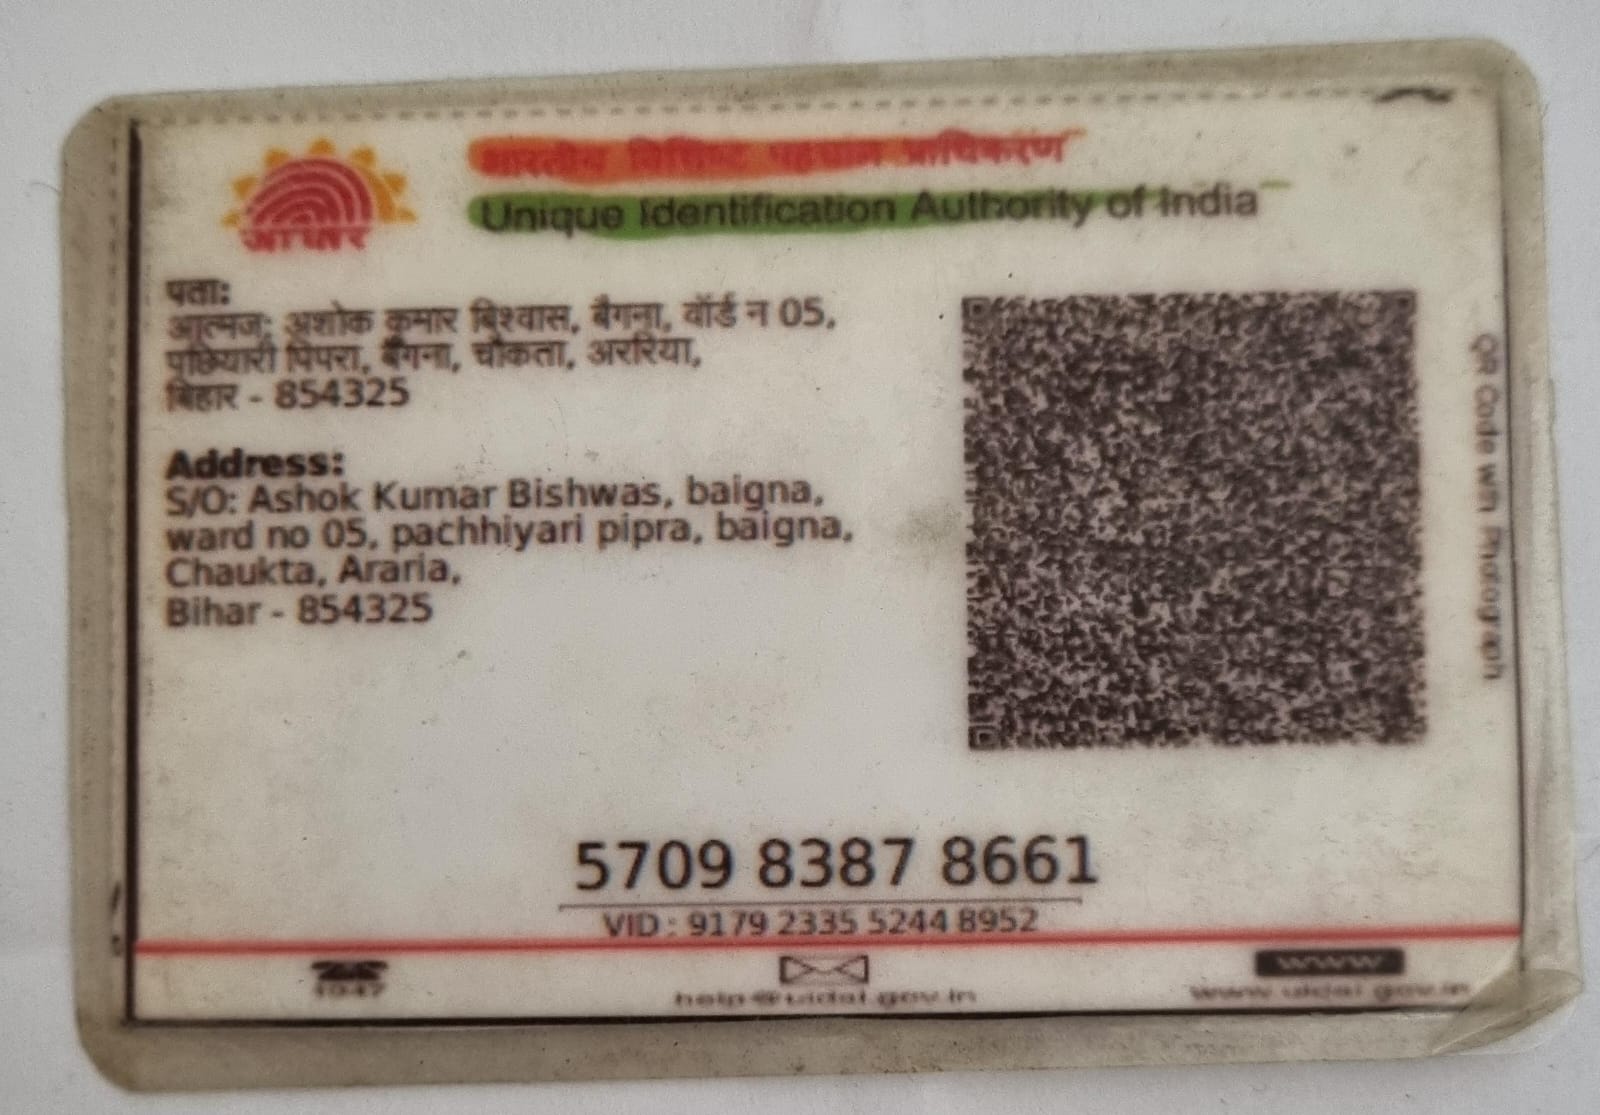 भारतीय विशिष्ट पहचान प्राधिकरण
Unique Identification Authority of India
आधार
पता:
आत्मज: अशोक कुमार बिश्वास, बैगना, वॉर्ड न 05,
पछियारी पिपरा, बैगना, चौकता, अररिया,
बिहार - 854325
Address:
S/O: Ashok Kumar Bishwas, baigna,
ward no 05, pachhiyari pipra, baigna,
Chaukta, Araria,
Bihar - 854325
QR Code with Photograph
5709 8387 8661
VID : 9179 2335 5244 8952
1947
help@uidai.gov.in
www
www.uidai.gov.in